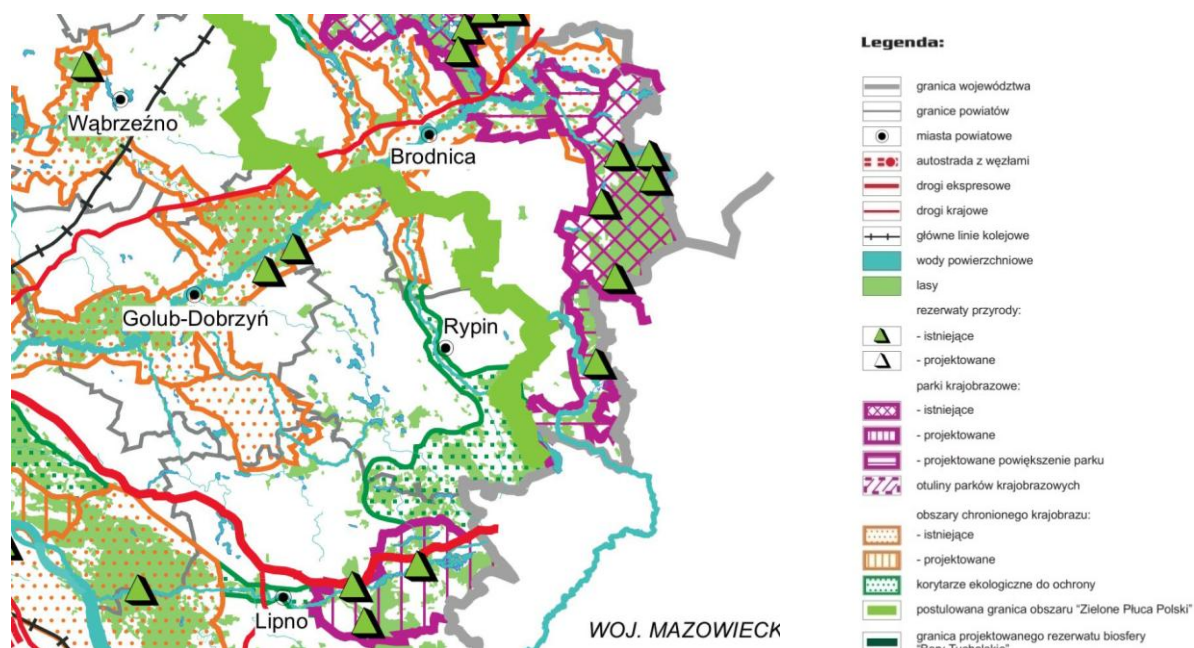 Wąbrzeźno
Brodnica
Golub-Dobrzyń
Rypin
Lipno
WOJ. MAZOWIECK
Legenda:
granica województwa
granice powiatów
miasta powiatowe
autostrada z węzłami
drogi ekspresowe
drogi krajowe
główne linie kolejowe
wody powierzchniowe
lasy
rezerwaty przyrody:
- istniejące
- projektowane
parki krajobrazowe:
- istniejące
- projektowane
- projektowane powiększenie parku
otuliny parków krajobrazowych
obszary chronionego krajobrazu:
- istniejące
- projektowane
korytarze ekologiczne do ochrony
postulowana granica obszaru "Zielone Płuca Polski"
granica projektowanego rezerwatu biosfery
"Bory Tucholskie"